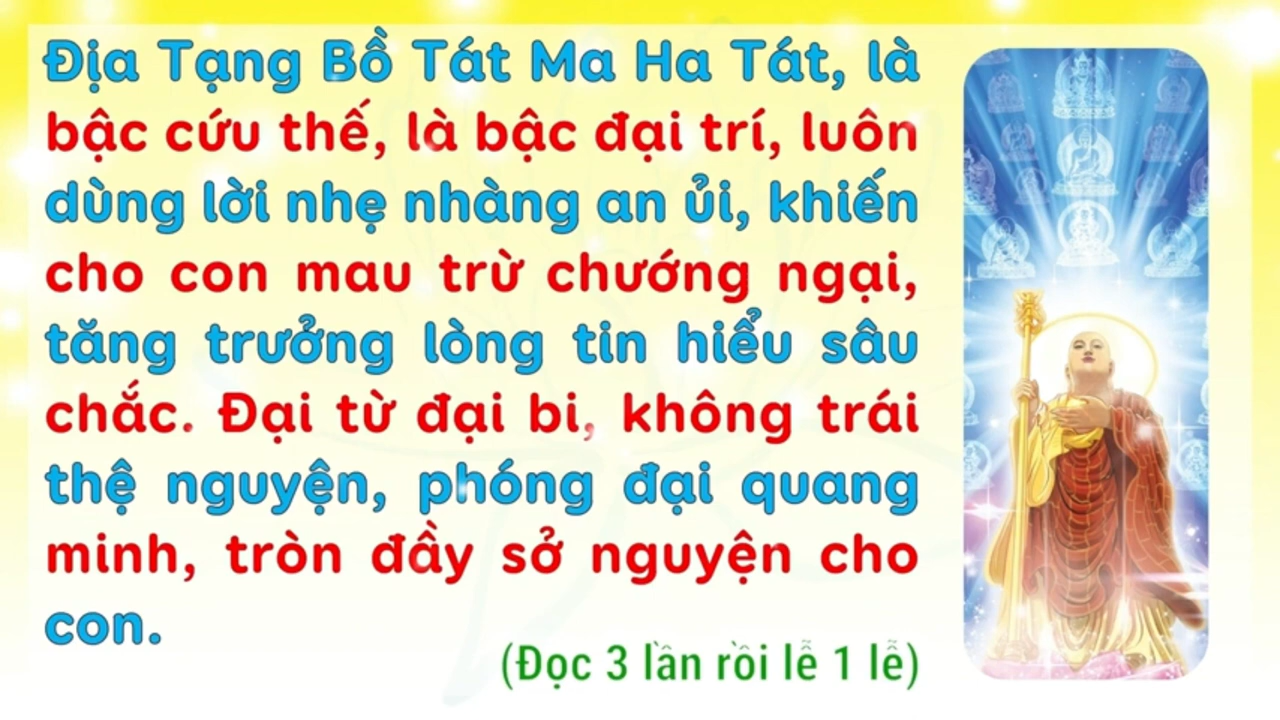 Địa Tạng Bồ Tát Ma Ha Tát, là
bậc cứu thế, là bậc đại trí, luôn
dùng lời nhẹ nhàng an ủi, khiến
cho con mau trừ chướng ngại,
tăng trưởng lòng tin hiểu sâu
chắc. Đại từ đại bi, không trái
thệ nguyện, phóng đại quang
minh, tròn đầy sở nguyện cho
con.
(Đọc 3 lần rồi lễ 1 lễ)